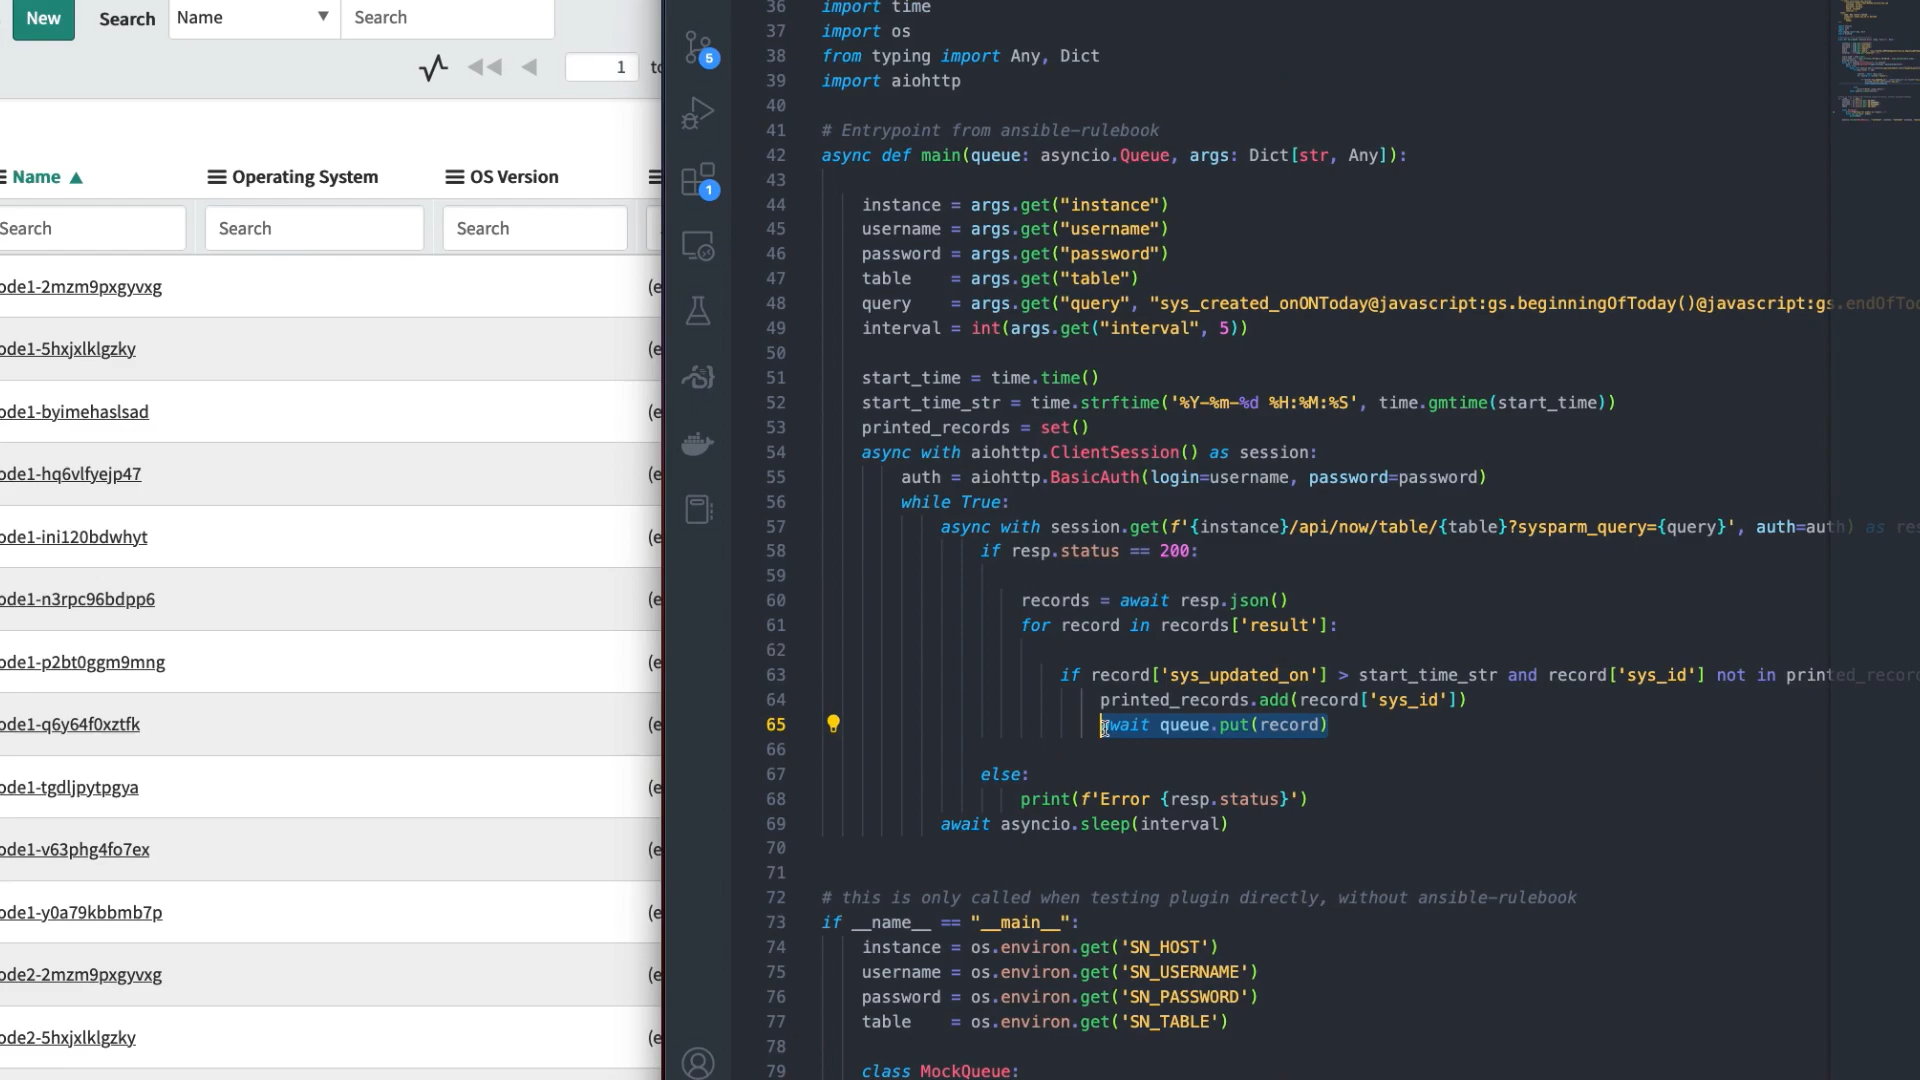 New
Search
Name
Search
1
to
Name
Operating System
OS Version
Search
Search
Search
ode1-2mzm9pxgyvxg
ode1-5hxjxlklgzky
ode1-byimehaslsad
ode1-hq6vlfyejp47
ode1-ini120bdwhyt
ode1-n3rpc96bdpp6
ode1-p2bt0ggm9mng
ode1-q6y64f0xztfk
ode1-tgdljpytpgya
ode1-v63phg4fo7ex
ode1-y0a79kbbmb7p
ode2-2mzm9pxgyvxg
ode2-5hxjxlklgzky
(e
(e
(e
(e
(e
(e
(e
(e
(e
(e
(e
(e
(e
5
1
36 import time
37 import os
38 from typing import Any, Dict
39 import aiohttp
40
41 # Entrypoint from ansible-rulebook
42 async def main(queue: asyncio.Queue, args: Dict[str, Any]):
43
44 instance = args.get("instance")
45 username = args.get("username")
46 password = args.get("password")
47 table    = args.get("table")
48 query    = args.get("query", "sys_created_onONToday@javascript:gs.beginningOfToday()@javascript:gs.endOfTod
49 interval = int(args.get("interval", 5))
50
51 start_time = time.time()
52 start_time_str = time.strftime('%Y-%m-%d %H:%M:%S', time.gmtime(start_time))
53 printed_records = set()
54 async with aiohttp.ClientSession() as session:
55 auth = aiohttp.BasicAuth(login=username, password=password)
56 while True:
57 async with session.get(f'{instance}/api/now/table/{table}?sysparm_query={query}', auth=auth) as res
58 if resp.status == 200:
59
60 records = await resp.json()
61 for record in records['result']:
62
63 if record['sys_updated_on'] > start_time_str and record['sys_id'] not in printed_record
64 printed_records.add(record['sys_id'])
65 await queue.put(record)
66
67 else:
68 print(f'Error {resp.status}')
69 await asyncio.sleep(interval)
70
71
72 # this is only called when testing plugin directly, without ansible-rulebook
73 if __name__ == "__main__":
74 instance = os.environ.get('SN_HOST')
75 username = os.environ.get('SN_USERNAME')
76 password = os.environ.get('SN_PASSWORD')
77 table    = os.environ.get('SN_TABLE')
78
79 class MockQueue: